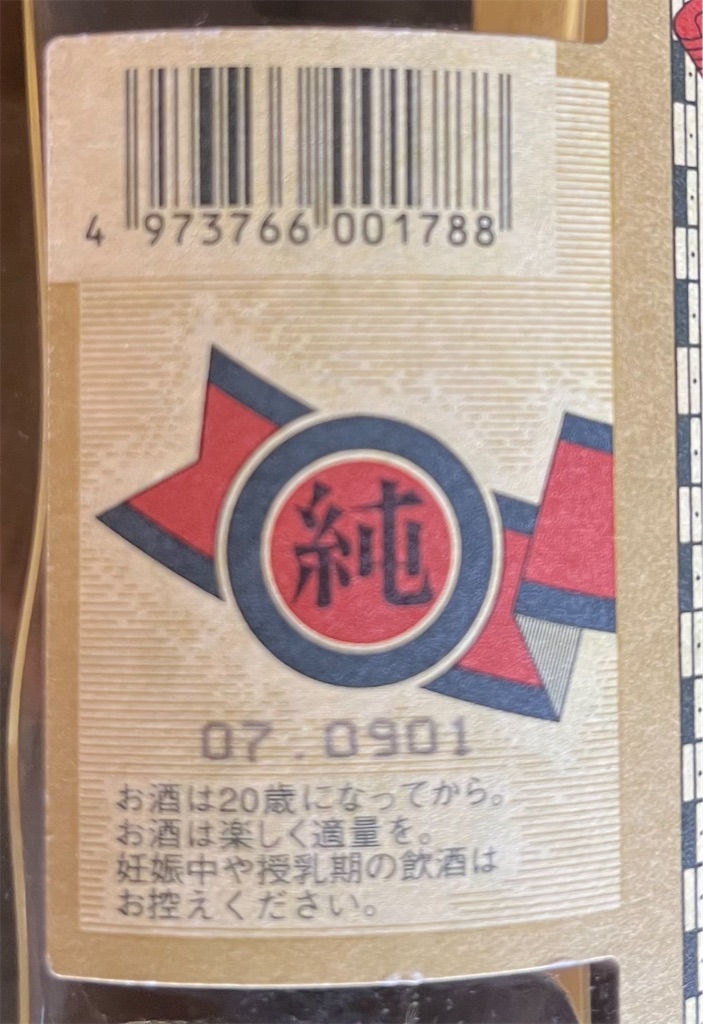 4 973766 001788
純
07.0901
お酒は20歳になってから。
お酒は楽しく適量を。
妊娠中や授乳期の飲酒は
お控えください。